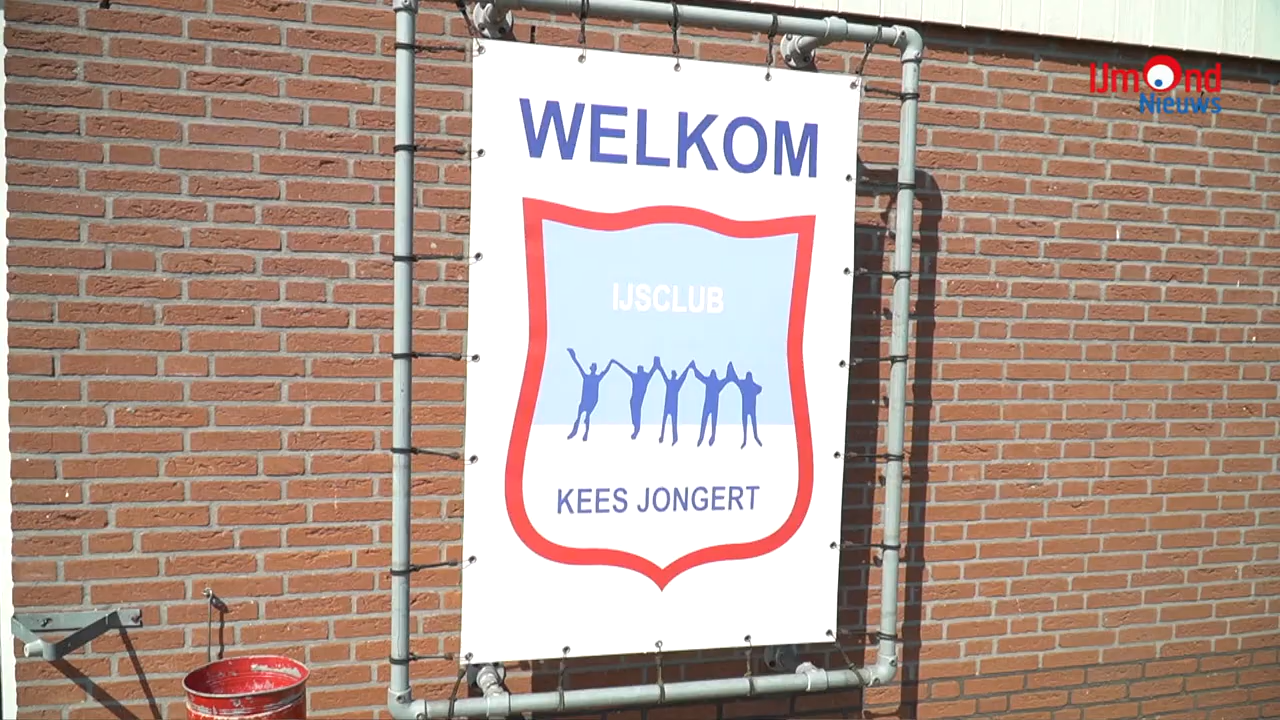 WELKOM
IJSCLUB
KEES JONGERT
IJmOnd
Nieuws